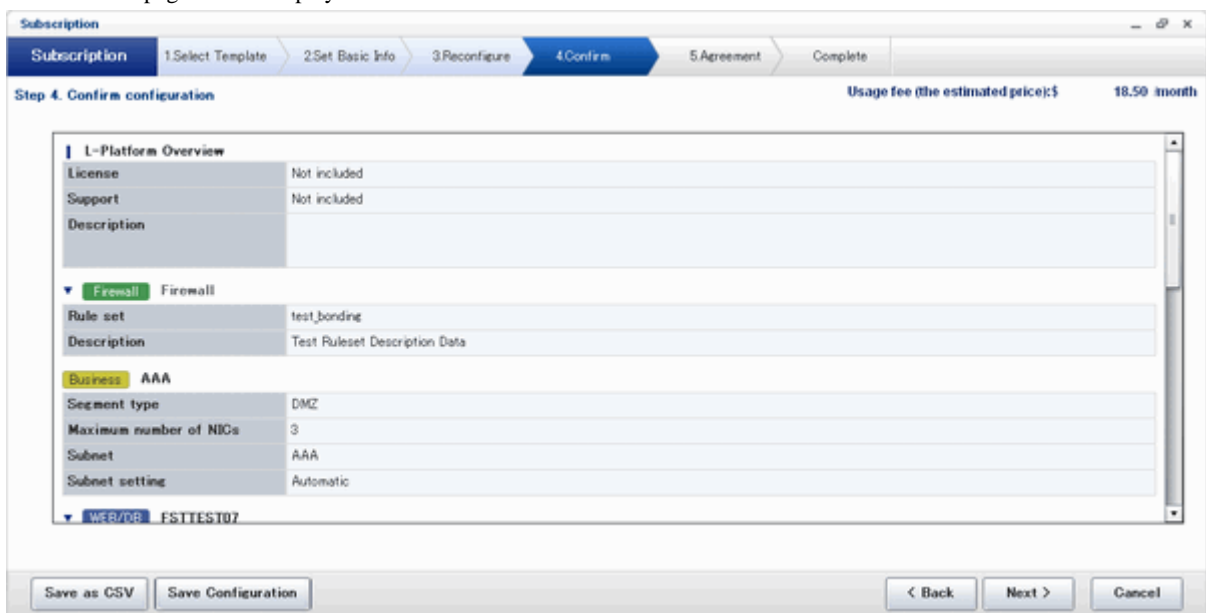 Subscription
Subscription 1.Select Template 2.Set Basic Info 3.Reconfigure 4.Confirm 5.Agreement Complete
Step 4. Confirm configuration Usage fee (the estimated price):$ 18.50 /month
L-Platform Overview
License Not included
Support Not included
Description
Firewall Firewall
Rule set test_bonding
Description Test Ruleset Description Data
Business AAA
Segment type DMZ
Maximum number of NICs 3
Subnet AAA
Subnet setting Automatic
WEB/DB FSTTEST07
Save as CSV Save Configuration < Back Next > Cancel